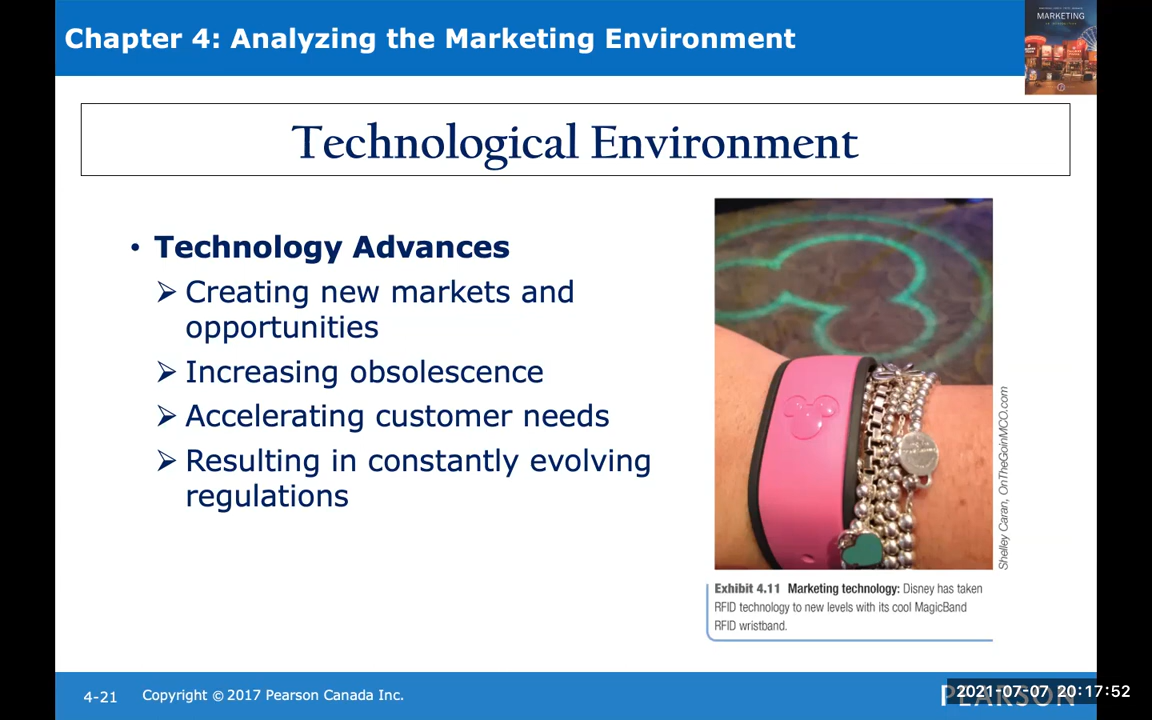 Chapter 4: Analyzing the Marketing Environment
MARKETING
Technological Environment
• Technology Advances
➢ Creating new markets and
opportunities
➢ Increasing obsolescence
➢ Accelerating customer needs
➢ Resulting in constantly evolving
regulations
Shelley Caran, OnTheGoinMCO.com
Exhibit 4.11 Marketing technology: Disney has taken
RFID technology to new levels with its cool MagicBand
RFID wristband.
4-21
Copyright © 2017 Pearson Canada Inc.
PEARSON
2021-07-07 20:17:52